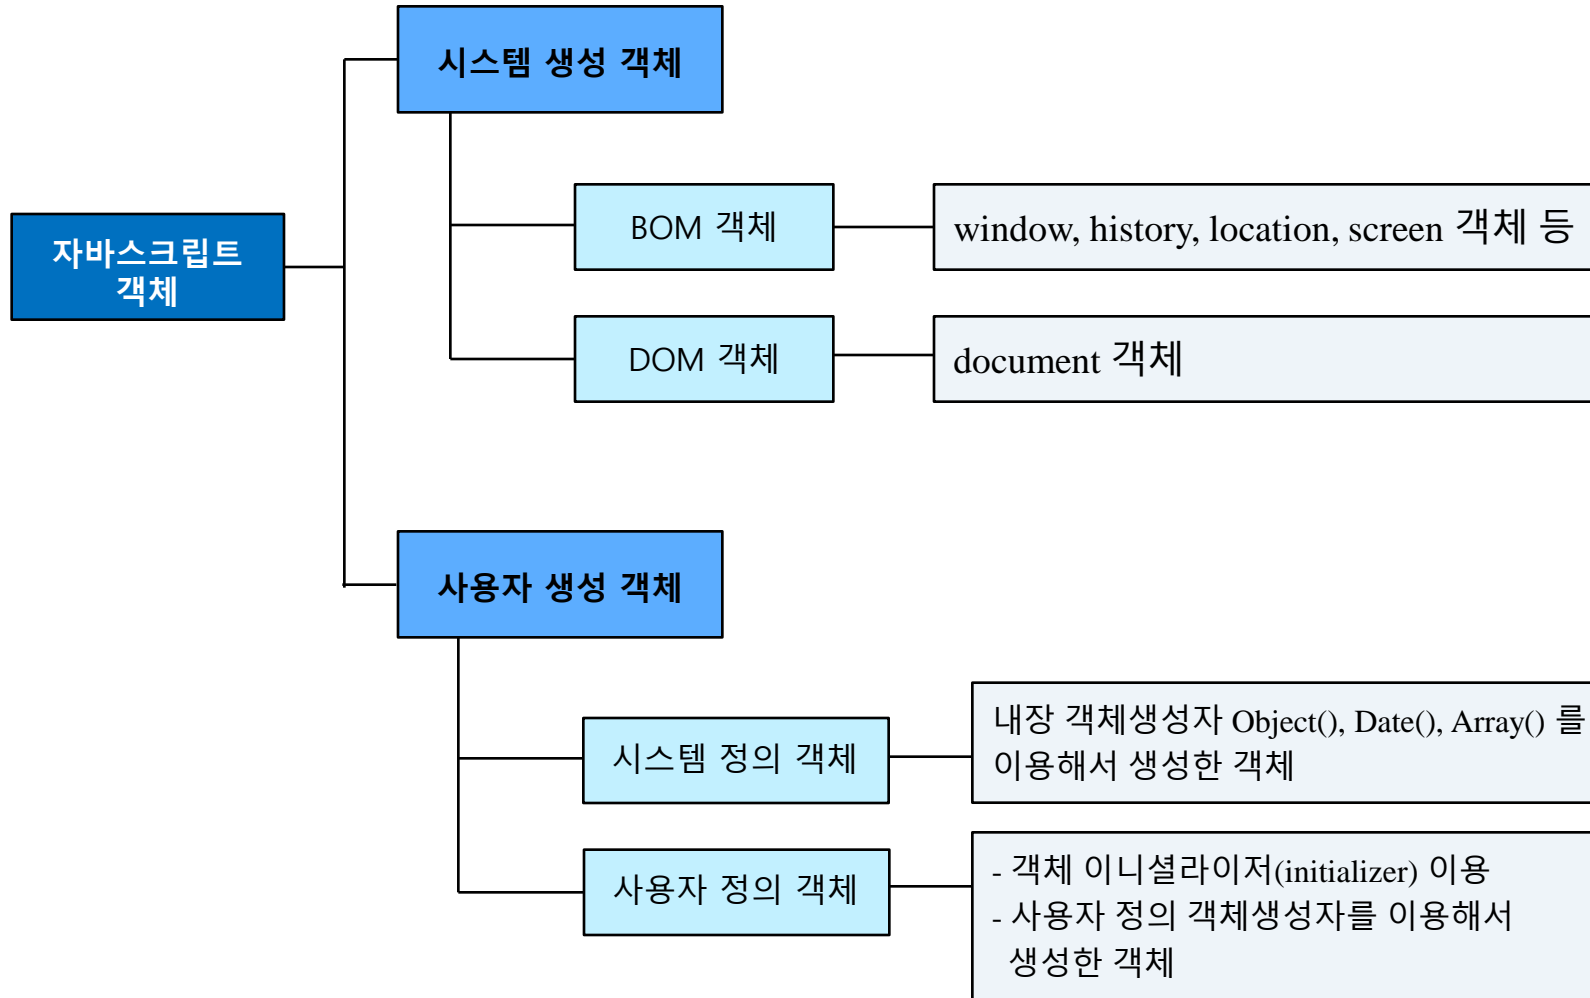 시스템 생성 객체
BOM 객체
window, history, location, screen 객체 등
자바스크립트
객체
DOM 객체
document 객체
사용자 생성 객체
시스템 정의 객체
내장 객체생성자 Object(), Date(), Array() 를
이용해서 생성한 객체
사용자 정의 객체
- 객체 이니셜라이저(initializer) 이용
- 사용자 정의 객체생성자를 이용해서
생성한 객체